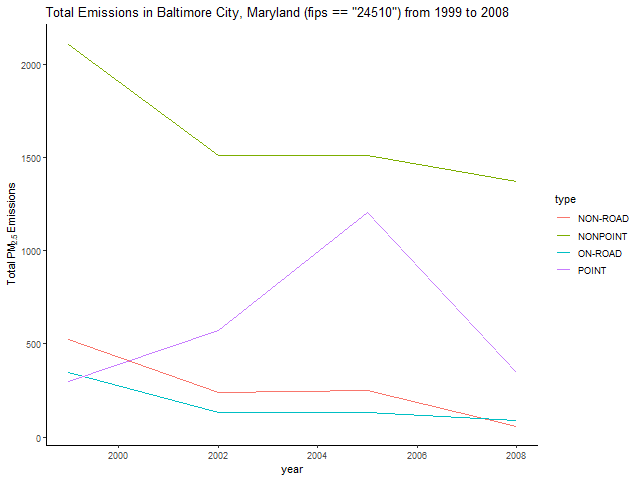 Total Emissions in Baltimore City, Maryland (fips == "24510") from 1999 to 2008
Total PM2.5 Emissions
2000
1500
1000
500
0
2000 2002 2004 2006 2008
year
type
NON-ROAD
NONPOINT
ON-ROAD
POINT